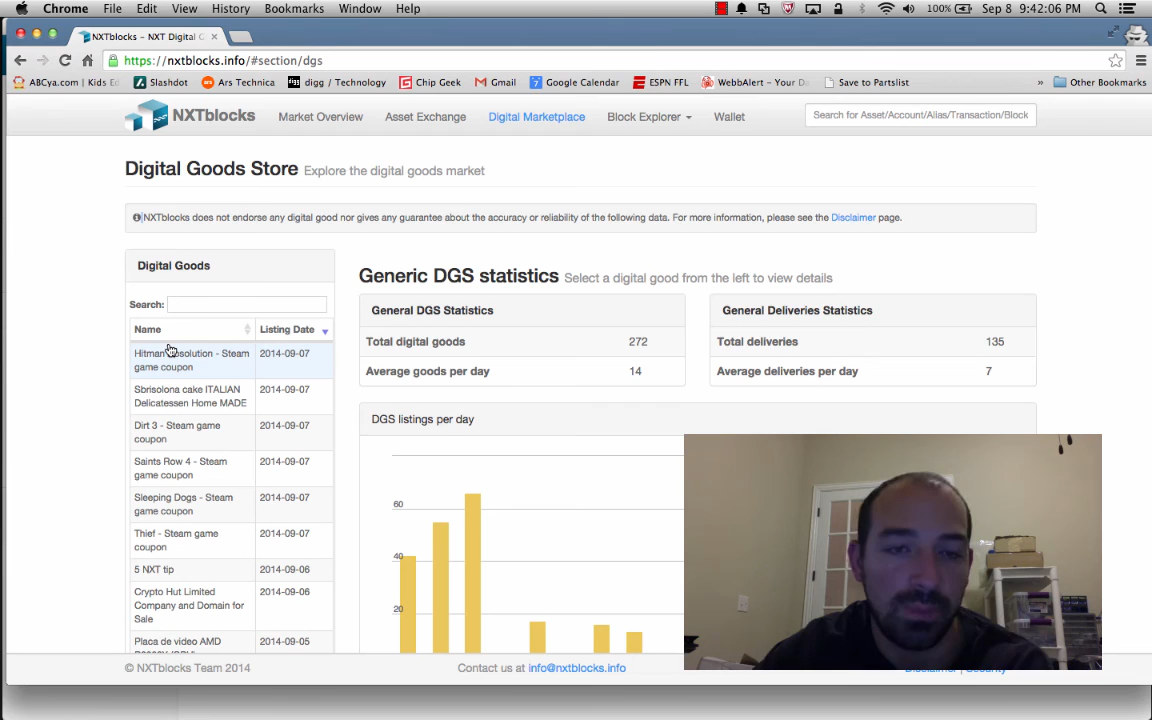 Chrome File Edit View History Bookmarks Window Help 100% Sep 8 9:42:06 PM
NXTblocks – NXT Digital G
https://nxtblocks.info/#section/dgs
ABCya.com | Kids Ed Slashdot Ars Technica digg / Technology Chip Geek Gmail Google Calendar ESPN FFL WebbAlert – Your Da Save to Partslist » Other Bookmarks
NXTblocks Market Overview Asset Exchange Digital Marketplace Block Explorer Wallet Search for Asset/Account/Alias/Transaction/Block
Digital Goods Store Explore the digital goods market
NXTblocks does not endorse any digital good nor gives any guarantee about the accuracy or reliability of the following data. For more information, please see the Disclaimer page.
Digital Goods
Search:
Name Listing Date
Hitman Absolution - Steam 2014-09-07
game coupon
Sbrisolona cake ITALIAN 2014-09-07
Delicatessen Home MADE
Dirt 3 - Steam game 2014-09-07
coupon
Saints Row 4 - Steam 2014-09-07
game coupon
Sleeping Dogs - Steam 2014-09-07
game coupon
Thief - Steam game 2014-09-07
coupon
5 NXT tip 2014-09-06
Crypto Hut Limited 2014-09-06
Company and Domain for
Sale
Placa de video AMD 2014-09-05
Generic DGS statistics Select a digital good from the left to view details
General DGS Statistics
Total digital goods 272
Average goods per day 14
General Deliveries Statistics
Total deliveries 135
Average deliveries per day 7
DGS listings per day
60
40
20
© NXTblocks Team 2014 Contact us at info@nxtblocks.info Disclaimer | Security